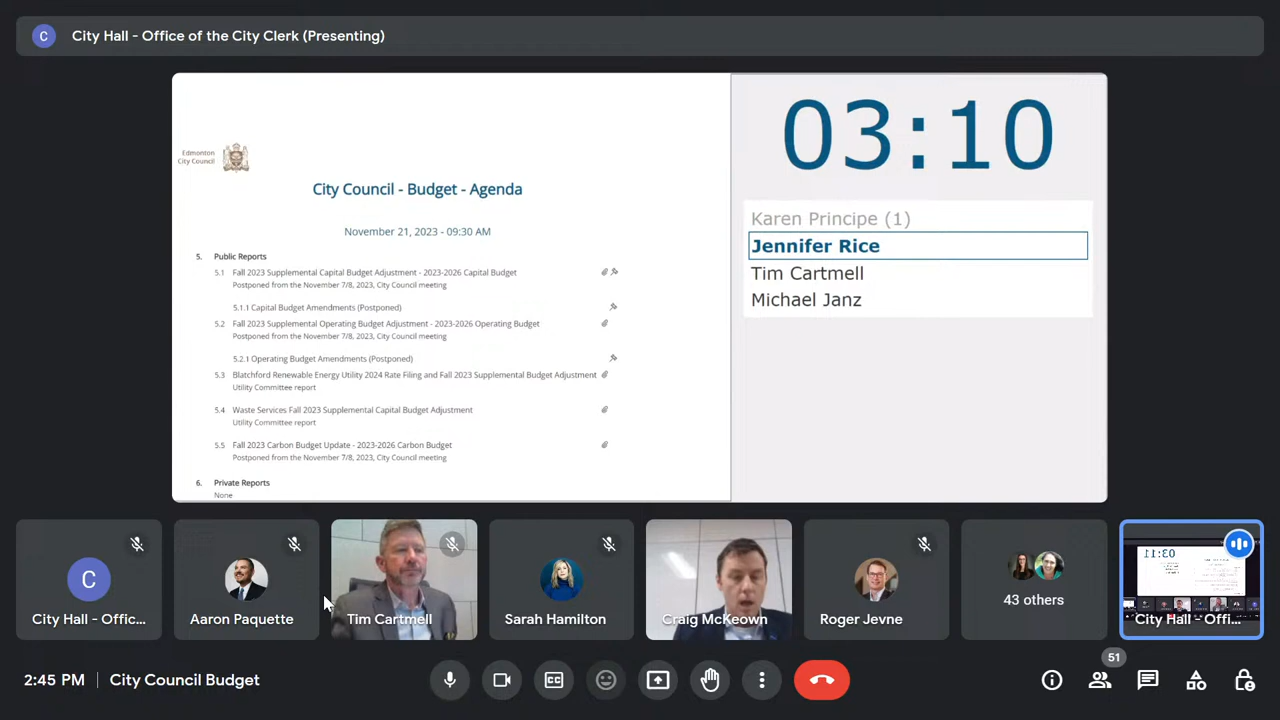 C
City Hall - Office of the City Clerk (Presenting)
Edmonton
City Council
City Council - Budget - Agenda
November 21, 2023 - 09:30 AM
5. Public Reports
5.1 Fall 2023 Supplemental Capital Budget Adjustment - 2023-2026 Capital Budget
Postponed from the November 7/8, 2023, City Council meeting
5.1.1 Capital Budget Amendments (Postponed)
5.2 Fall 2023 Supplemental Operating Budget Adjustment - 2023-2026 Operating Budget
Postponed from the November 7/8, 2023, City Council meeting
5.2.1 Operating Budget Amendments (Postponed)
5.3 Blatchford Renewable Energy Utility 2024 Rate Filing and Fall 2023 Supplemental Budget Adjustment
Utility Committee report
5.4 Waste Services Fall 2023 Supplemental Capital Budget Adjustment
Utility Committee report
5.5 Fall 2023 Carbon Budget Update - 2023-2026 Carbon Budget
Postponed from the November 7/8, 2023, City Council meeting
6. Private Reports
None
03:10
Karen Principe (1)
Jennifer Rice
Tim Cartmell
Michael Janz
C
City Hall - Offic...
Aaron Paquette
Tim Cartmell
Sarah Hamilton
Craig McKeown
Roger Jevne
43 others
03:11
City Hall - Offi...
2:45 PM | City Council Budget
CC
51